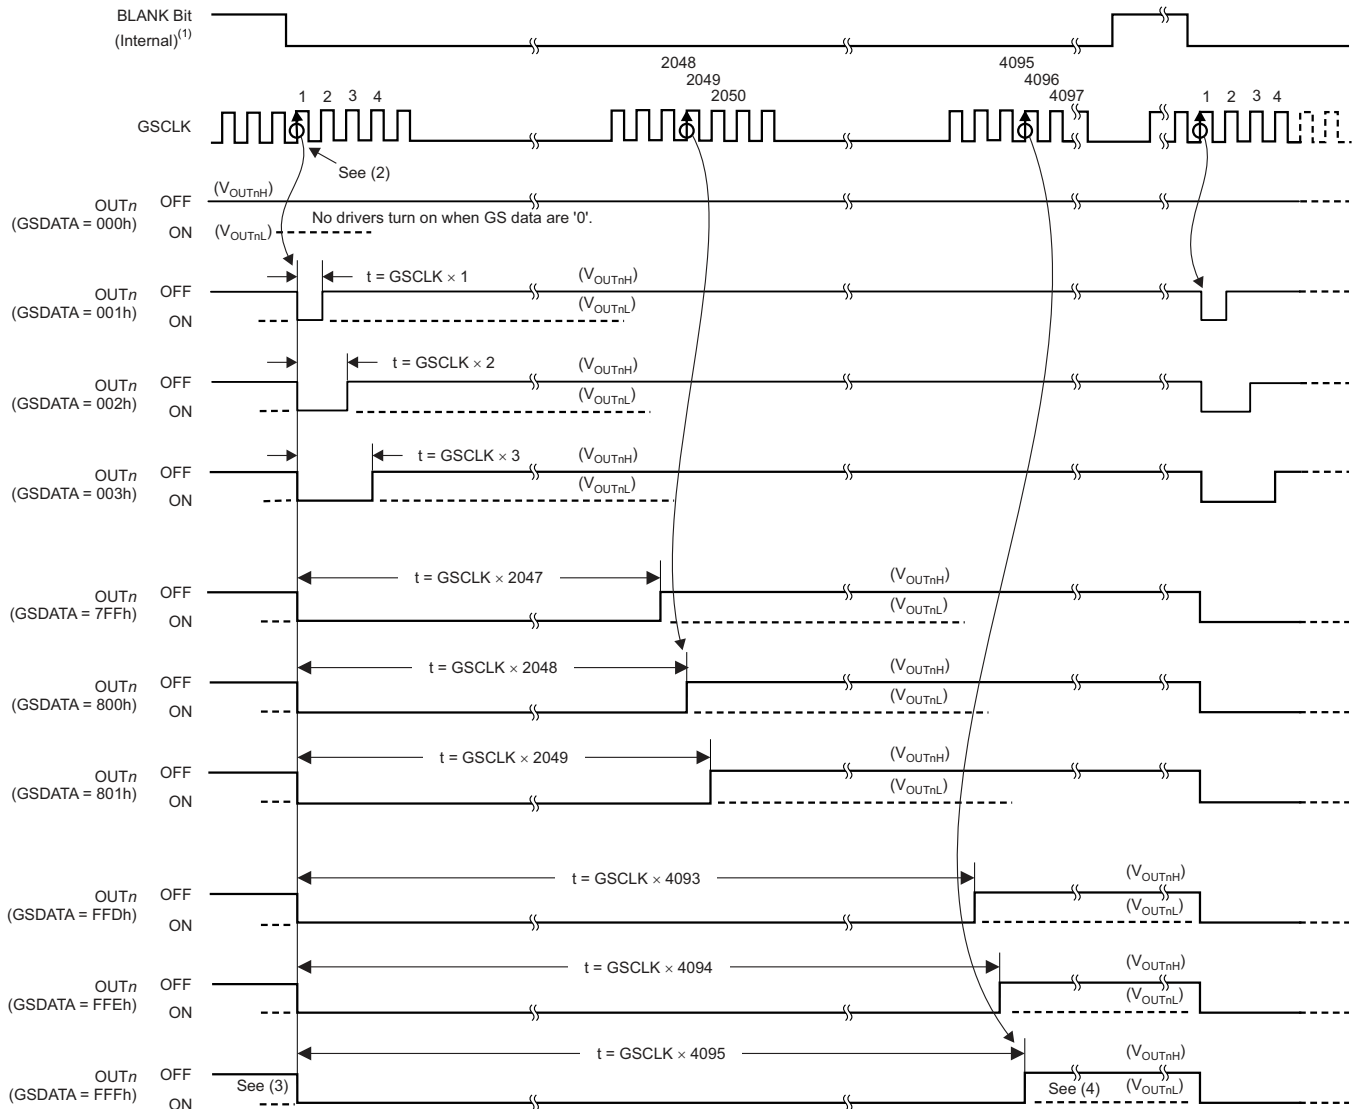 BLANK Bit
(Internal)(1)
2048
2049
2050
4095
4096
4097
GSCLK
1 2 3 4
1 2 3 4
See (2)
OUTn
(GSDATA = 000h)
OFF
ON
(VOUTnH)
(VOUTnL)
No drivers turn on when GS data are '0'.
OUTn
(GSDATA = 001h)
OFF
ON
t = GSCLK × 1
(VOUTnH)
(VOUTnL)
OUTn
(GSDATA = 002h)
OFF
ON
t = GSCLK × 2
(VOUTnH)
(VOUTnL)
OUTn
(GSDATA = 003h)
OFF
ON
t = GSCLK × 3
(VOUTnH)
(VOUTnL)
OUTn
(GSDATA = 7FFh)
OFF
ON
t = GSCLK × 2047
(VOUTnH)
(VOUTnL)
OUTn
(GSDATA = 800h)
OFF
ON
t = GSCLK × 2048
(VOUTnH)
(VOUTnL)
OUTn
(GSDATA = 801h)
OFF
ON
t = GSCLK × 2049
(VOUTnH)
(VOUTnL)
OUTn
(GSDATA = FFDh)
OFF
ON
t = GSCLK × 4093
(VOUTnH)
(VOUTnL)
OUTn
(GSDATA = FFEh)
OFF
ON
t = GSCLK × 4094
(VOUTnH)
(VOUTnL)
OUTn
(GSDATA = FFFh)
OFF
ON
See (3)
t = GSCLK × 4095
See (4)
(VOUTnH)
(VOUTnL)